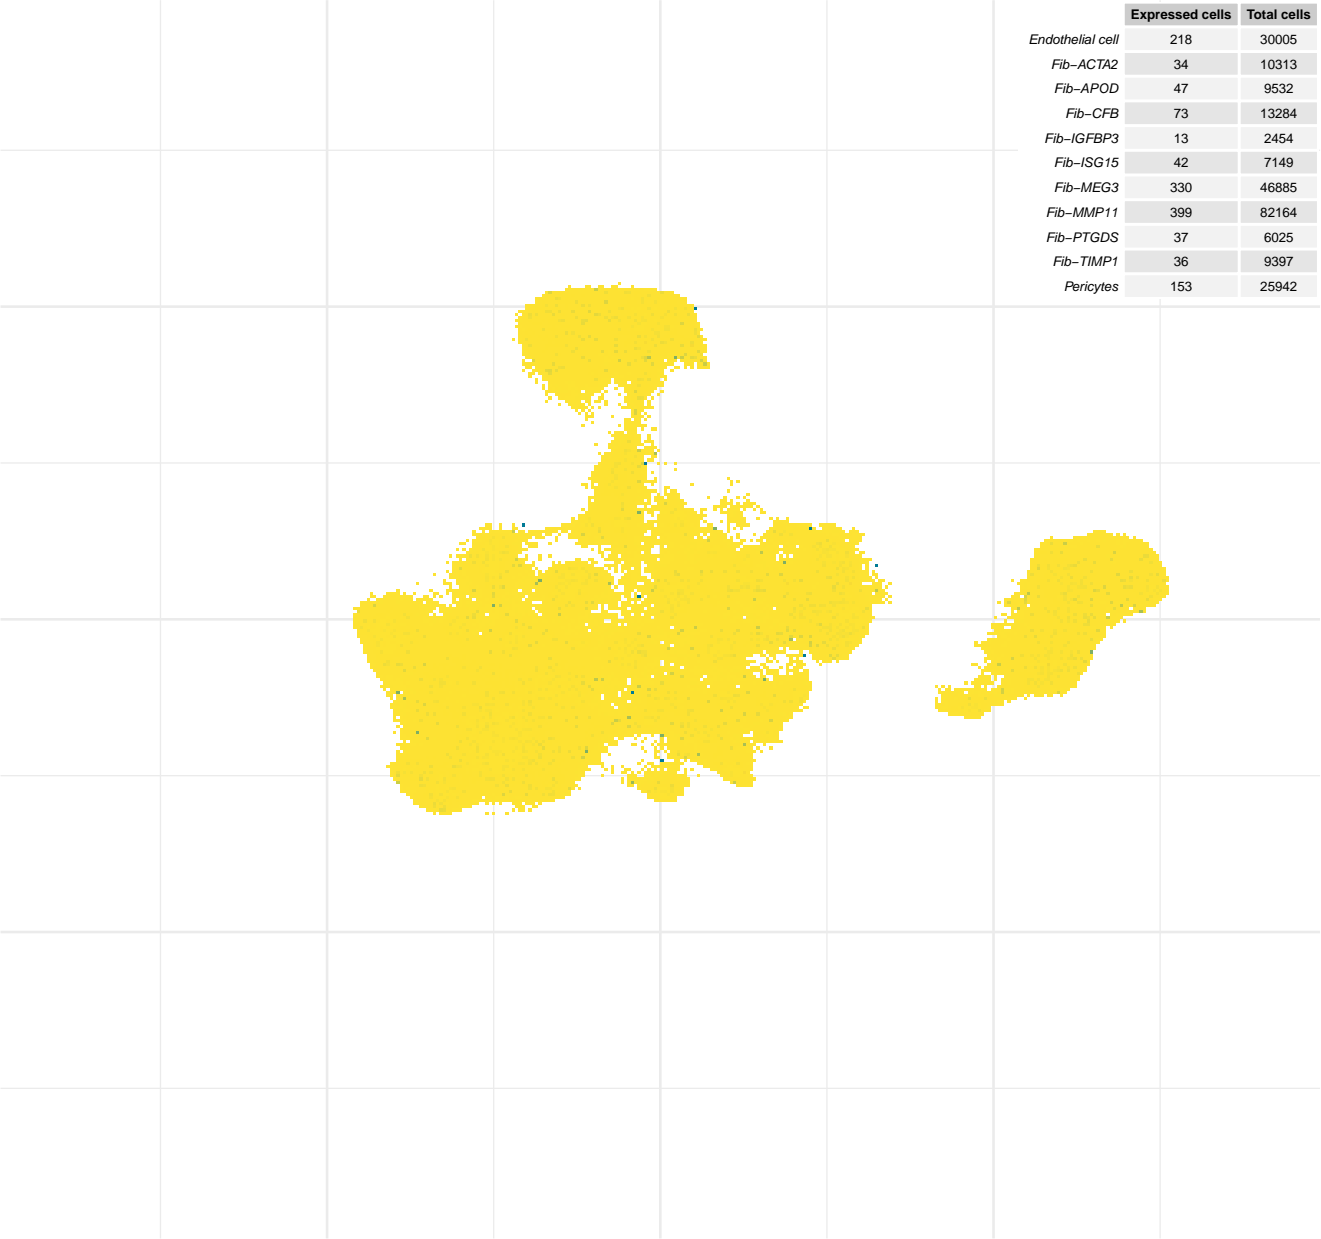 Expressed cells Total cells
Endothelial cell 218 30005
Fib−ACTA2 34 10313
Fib−APOD 47 9532
Fib−CFB 73 13284
Fib−IGFBP3 13 2454
Fib−ISG15 42 7149
Fib−MEG3 330 46885
Fib−MMP11 399 82164
Fib−PTGDS 37 6025
Fib−TIMP1 36 9397
Pericytes 153 25942